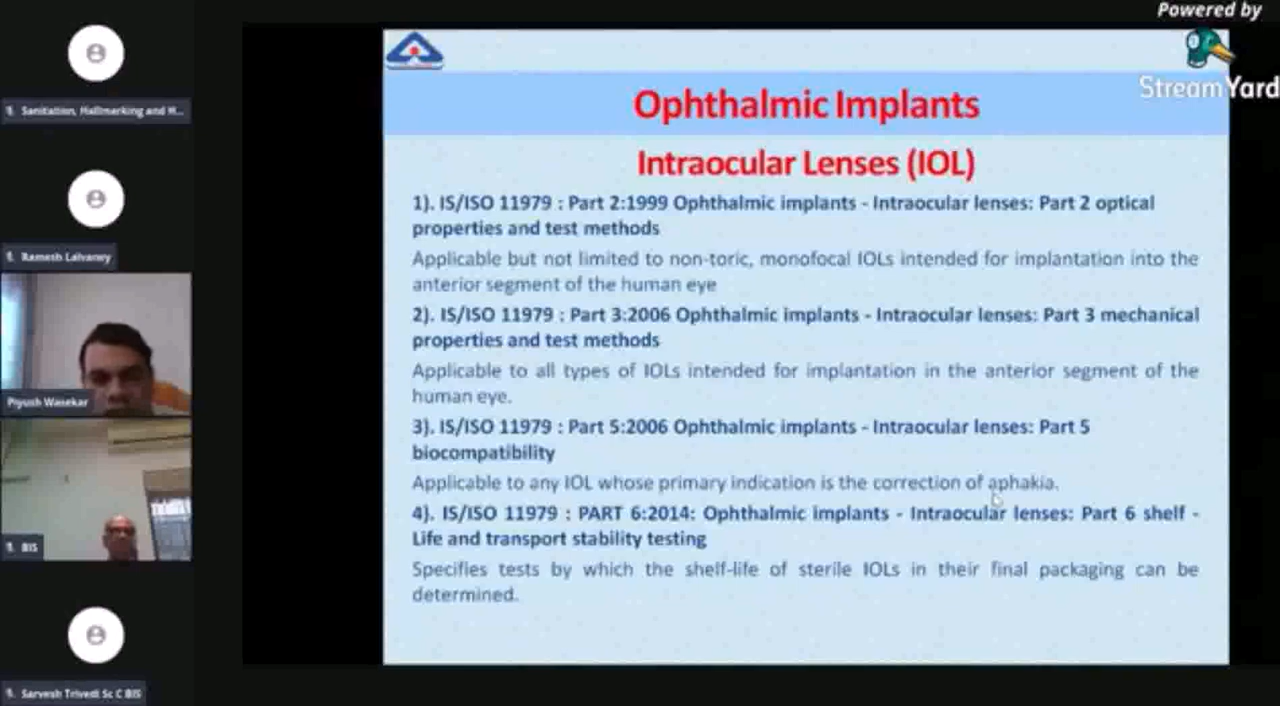 Powered by
StreamYard
Sanitation, Hallmarking and H...
Ramesh Lalvaney
Piyush Wasekar
BIS
Sarvesh Trivedi Sc C BIS
Ophthalmic Implants
Intraocular Lenses (IOL)
1). IS/ISO 11979 : Part 2:1999 Ophthalmic implants - Intraocular lenses: Part 2 optical
properties and test methods
Applicable but not limited to non-toric, monofocal IOLs intended for implantation into the
anterior segment of the human eye
2). IS/ISO 11979 : Part 3:2006 Ophthalmic implants - Intraocular lenses: Part 3 mechanical
properties and test methods
Applicable to all types of IOLs intended for implantation in the anterior segment of the
human eye.
3). IS/ISO 11979 : Part 5:2006 Ophthalmic implants - Intraocular lenses: Part 5
biocompatibility
Applicable to any IOL whose primary indication is the correction of aphakia.
4). IS/ISO 11979 : PART 6:2014: Ophthalmic implants - Intraocular lenses: Part 6 shelf -
Life and transport stability testing
Specifies tests by which the shelf-life of sterile IOLs in their final packaging can be
determined.